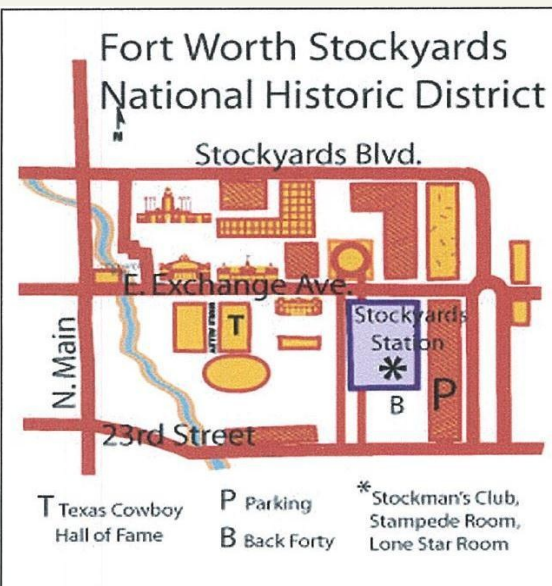 Fort Worth Stockyards
National Historic District
N
Stockyards Blvd.
E. Exchange Ave.
T
Stockyards
Station
*
N. Main
B
P
23rd Street
T Texas Cowboy
Hall of Fame
P Parking
B Back Forty
*Stockman's Club,
Stampede Room,
Lone Star Room